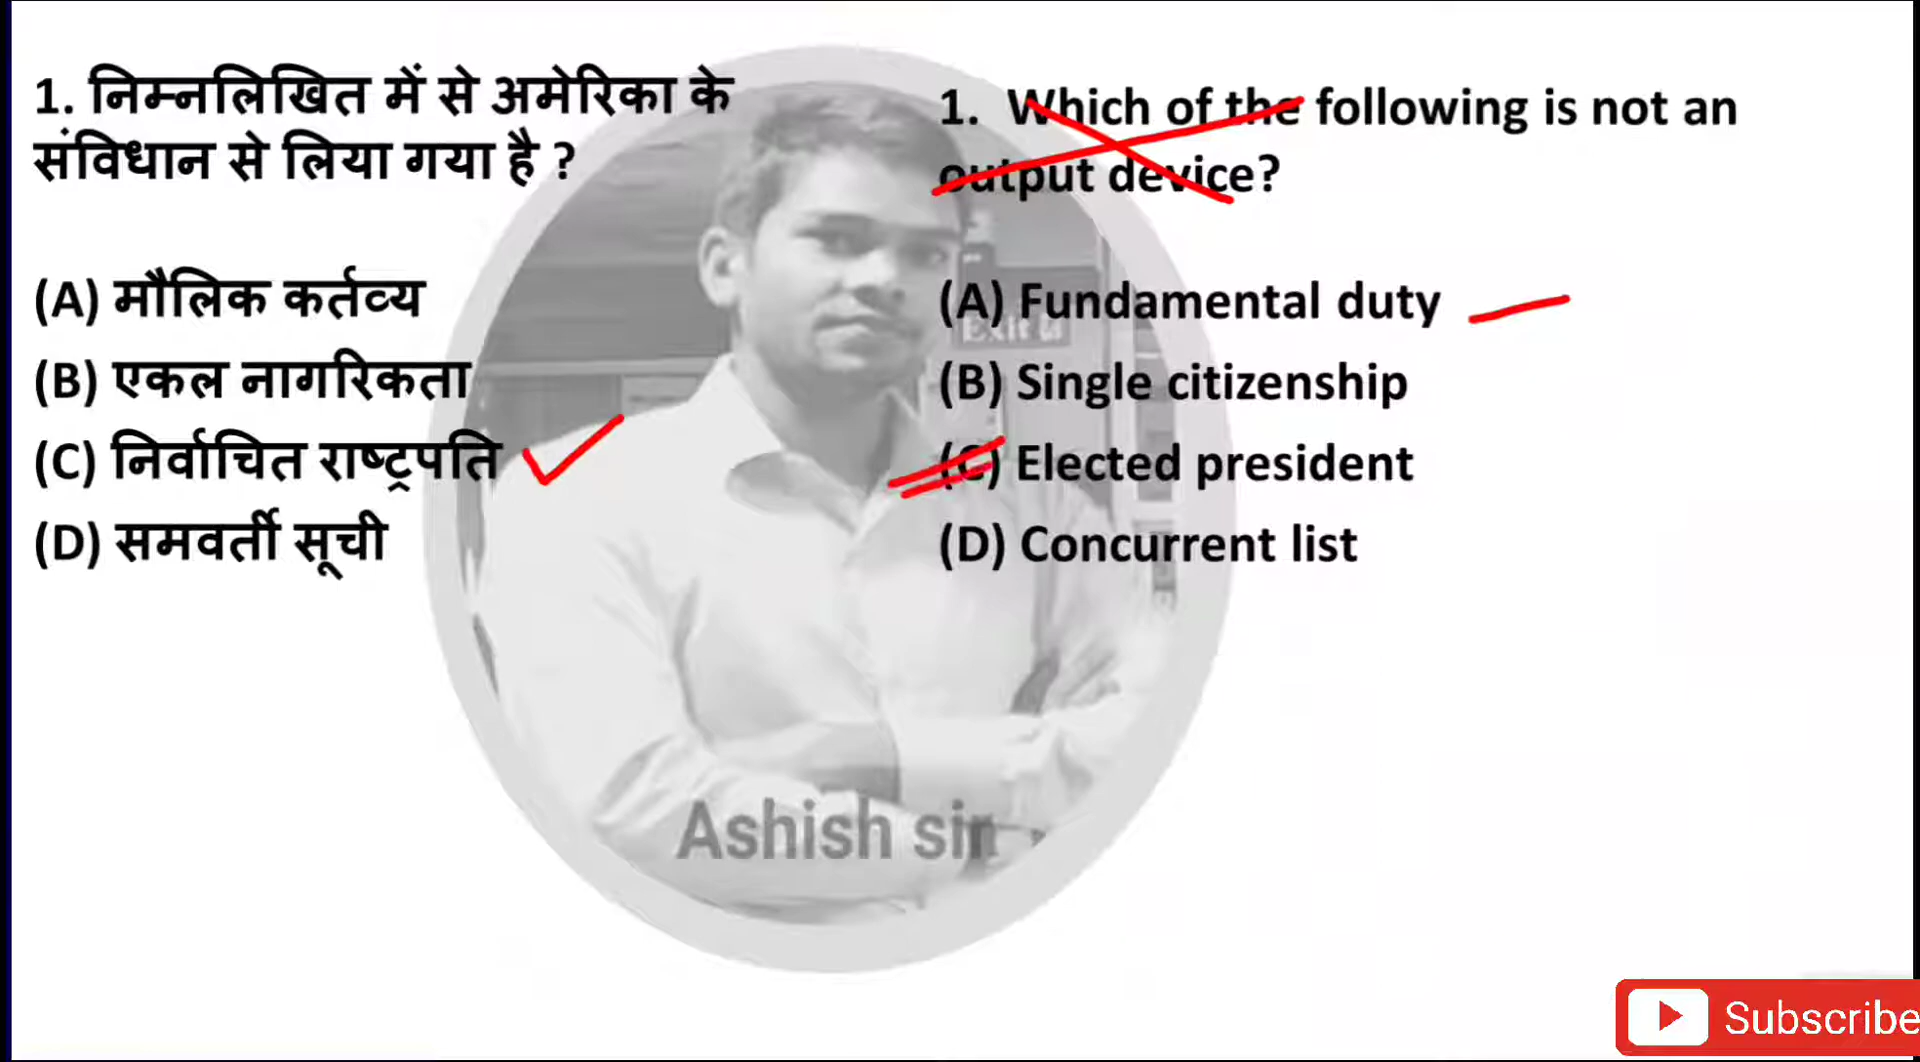 1. निम्नलिखित में से अमेरिका के
संविधान से लिया गया है ?
(A) मौलिक कर्तव्य
(B) एकल नागरिकता
(C) निर्वाचित राष्ट्रपति
(D) समवर्ती सूची
1. Which of the following is not an
output device?
(A) Fundamental duty
(B) Single citizenship
(C) Elected president
(D) Concurrent list
Exit
Ashish sir
Subscribe